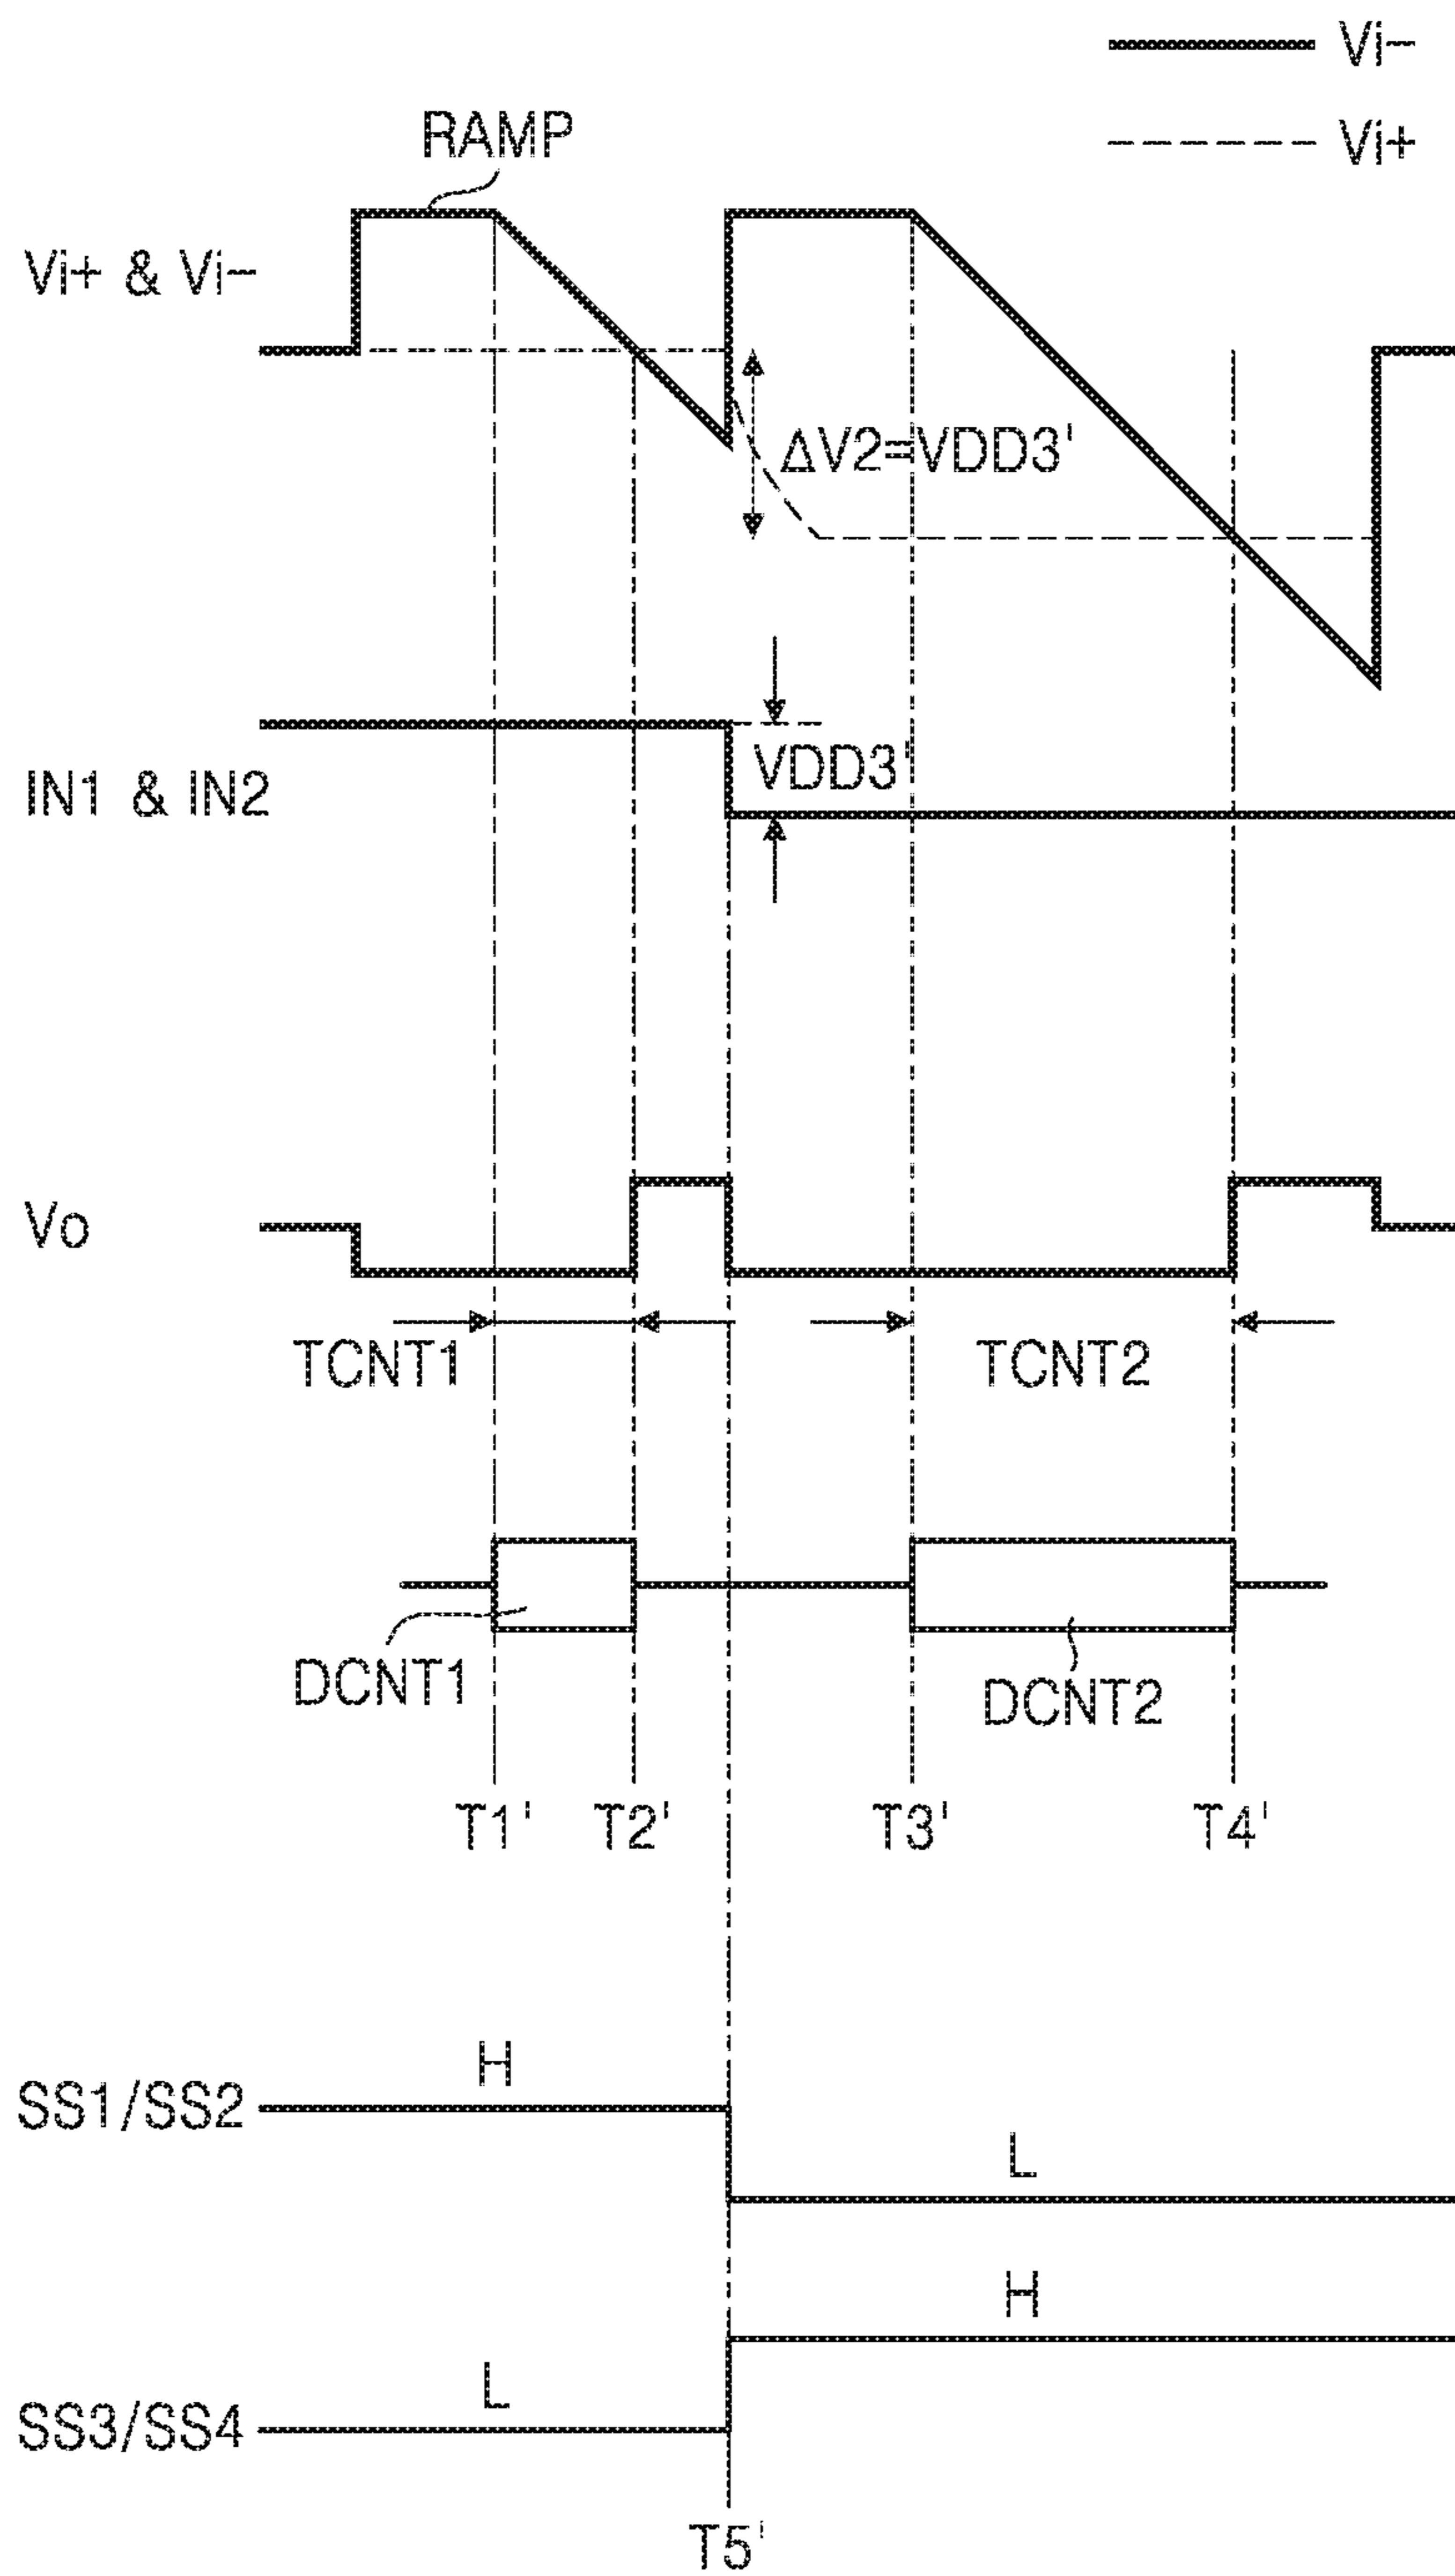 Vi−
RAMP
Vi+
Vi+ & Vi−
ΔV2=VDD3'
IN1 & IN2
VDD3'
Vo
TCNT1
TCNT2
DCNT1
DCNT2
T1'
T2'
T3'
T4'
H
SS1/SS2
L
H
L
SS3/SS4
T5'